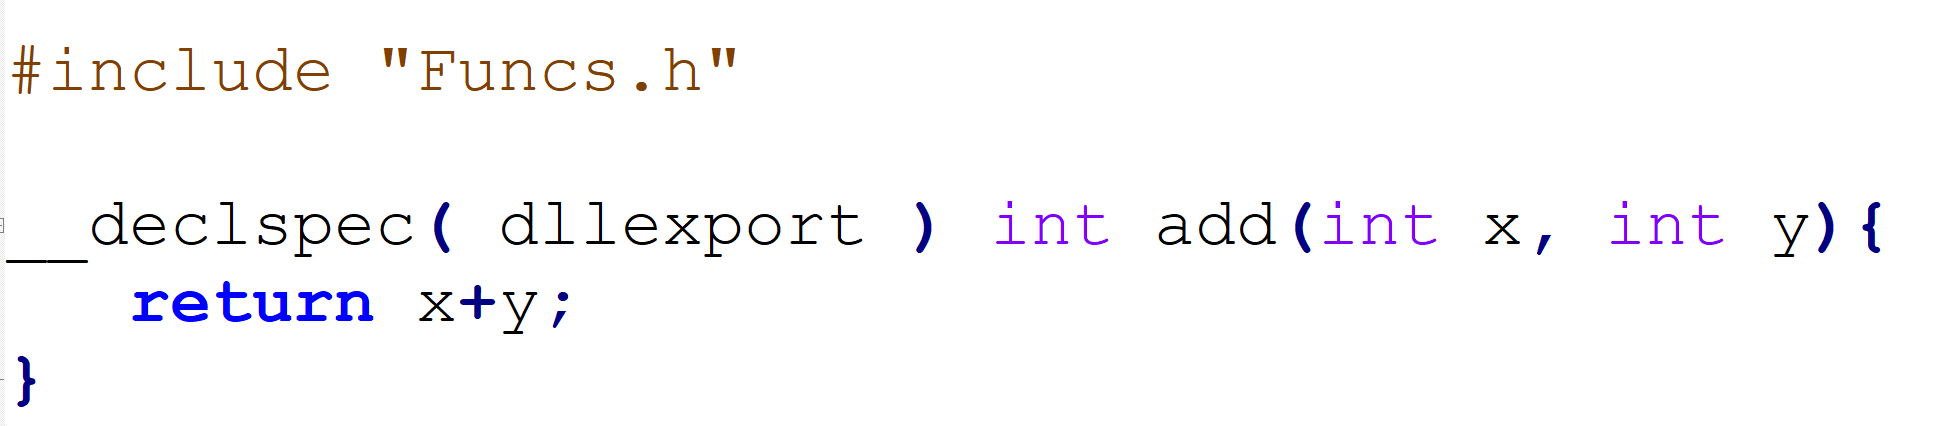 #include "Funcs.h"
__declspec( dllexport ) int add(int x, int y){
return x+y;
}